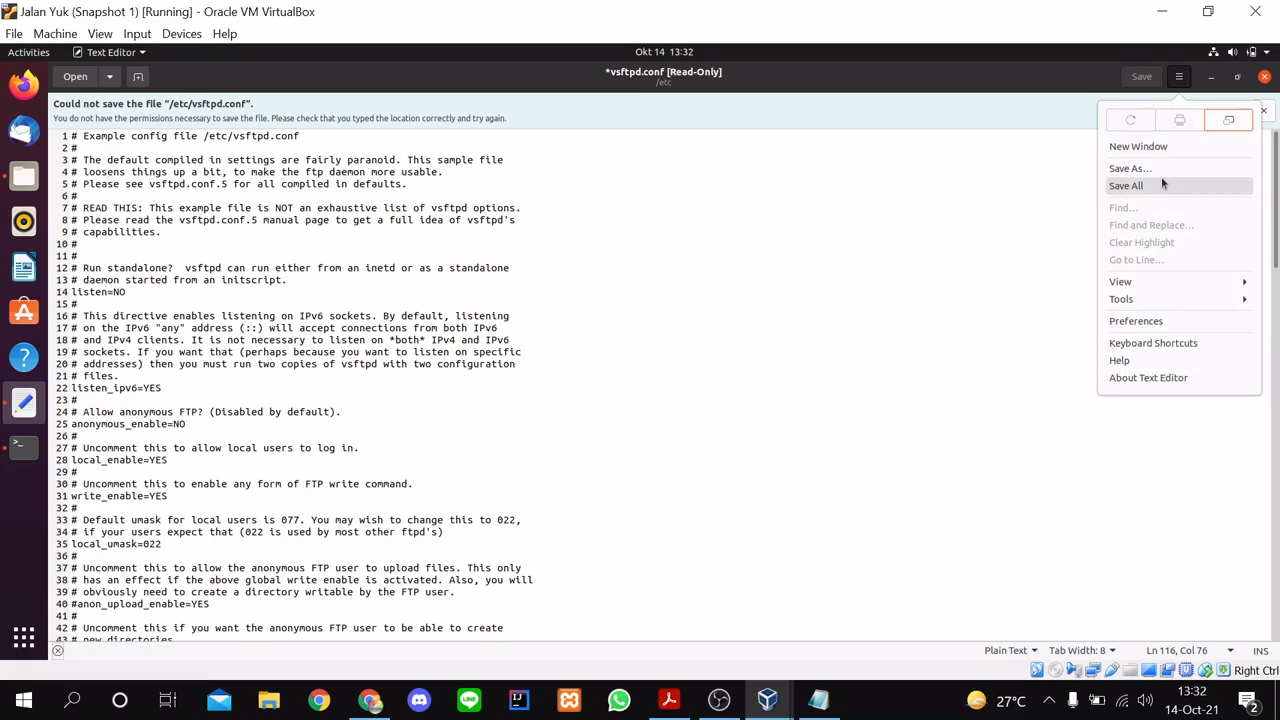 Jalan Yuk (Snapshot 1) [Running] - Oracle VM VirtualBox
File Machine View Input Devices Help
Activities Text Editor Okt 14 13:32
Open *vsftpd.conf [Read-Only] Save
/etc
Could not save the file “/etc/vsftpd.conf”.
You do not have the permissions necessary to save the file. Please check that you typed the location correctly and try again.
1 # Example config file /etc/vsftpd.conf
2 #
3 # The default compiled in settings are fairly paranoid. This sample file
4 # loosens things up a bit, to make the ftp daemon more usable.
5 # Please see vsftpd.conf.5 for all compiled in defaults.
6 #
7 # READ THIS: This example file is NOT an exhaustive list of vsftpd options.
8 # Please read the vsftpd.conf.5 manual page to get a full idea of vsftpd's
9 # capabilities.
10 #
11 #
12 # Run standalone?  vsftpd can run either from an inetd or as a standalone
13 # daemon started from an initscript.
14 listen=NO
15 #
16 # This directive enables listening on IPv6 sockets. By default, listening
17 # on the IPv6 "any" address (::) will accept connections from both IPv6
18 # and IPv4 clients. It is not necessary to listen on *both* IPv4 and IPv6
19 # sockets. If you want that (perhaps because you want to listen on specific
20 # addresses) then you must run two copies of vsftpd with two configuration
21 # files.
22 listen_ipv6=YES
23 #
24 # Allow anonymous FTP? (Disabled by default).
25 anonymous_enable=NO
26 #
27 # Uncomment this to allow local users to log in.
28 local_enable=YES
29 #
30 # Uncomment this to enable any form of FTP write command.
31 write_enable=YES
32 #
33 # Default umask for local users is 077. You may wish to change this to 022,
34 # if your users expect that (022 is used by most other ftpd's)
35 local_umask=022
36 #
37 # Uncomment this to allow the anonymous FTP user to upload files. This only
38 # has an effect if the above global write enable is activated. Also, you will
39 # obviously need to create a directory writable by the FTP user.
40 #anon_upload_enable=YES
41 #
42 # Uncomment this if you want the anonymous FTP user to be able to create
43 # new directories
New Window
Save As...
Save All
Find...
Find and Replace...
Clear Highlight
Go to Line...
View
Tools
Preferences
Keyboard Shortcuts
Help
About Text Editor
Plain Text Tab Width: 8 Ln 116, Col 76 INS
Right Ctrl
27°C 13:32
14-Oct-21 2